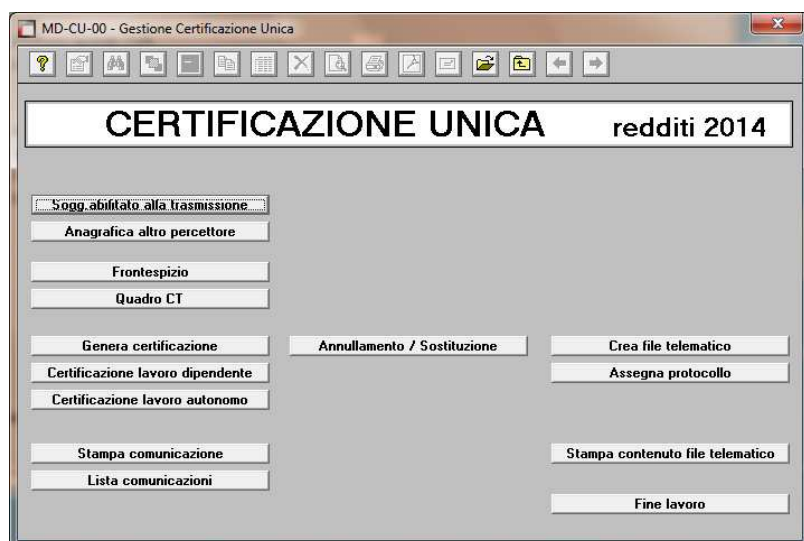 MD-CU-00 - Gestione Certificazione Unica
CERTIFICAZIONE UNICA redditi 2014
Sogg.abilitato alla trasmissione
Anagrafica altro percettore
Frontespizio
Quadro CT
Genera certificazione Annullamento / Sostituzione Crea file telematico
Certificazione lavoro dipendente Assegna protocollo
Certificazione lavoro autonomo
Stampa comunicazione Stampa contenuto file telematico
Lista comunicazioni
Fine lavoro